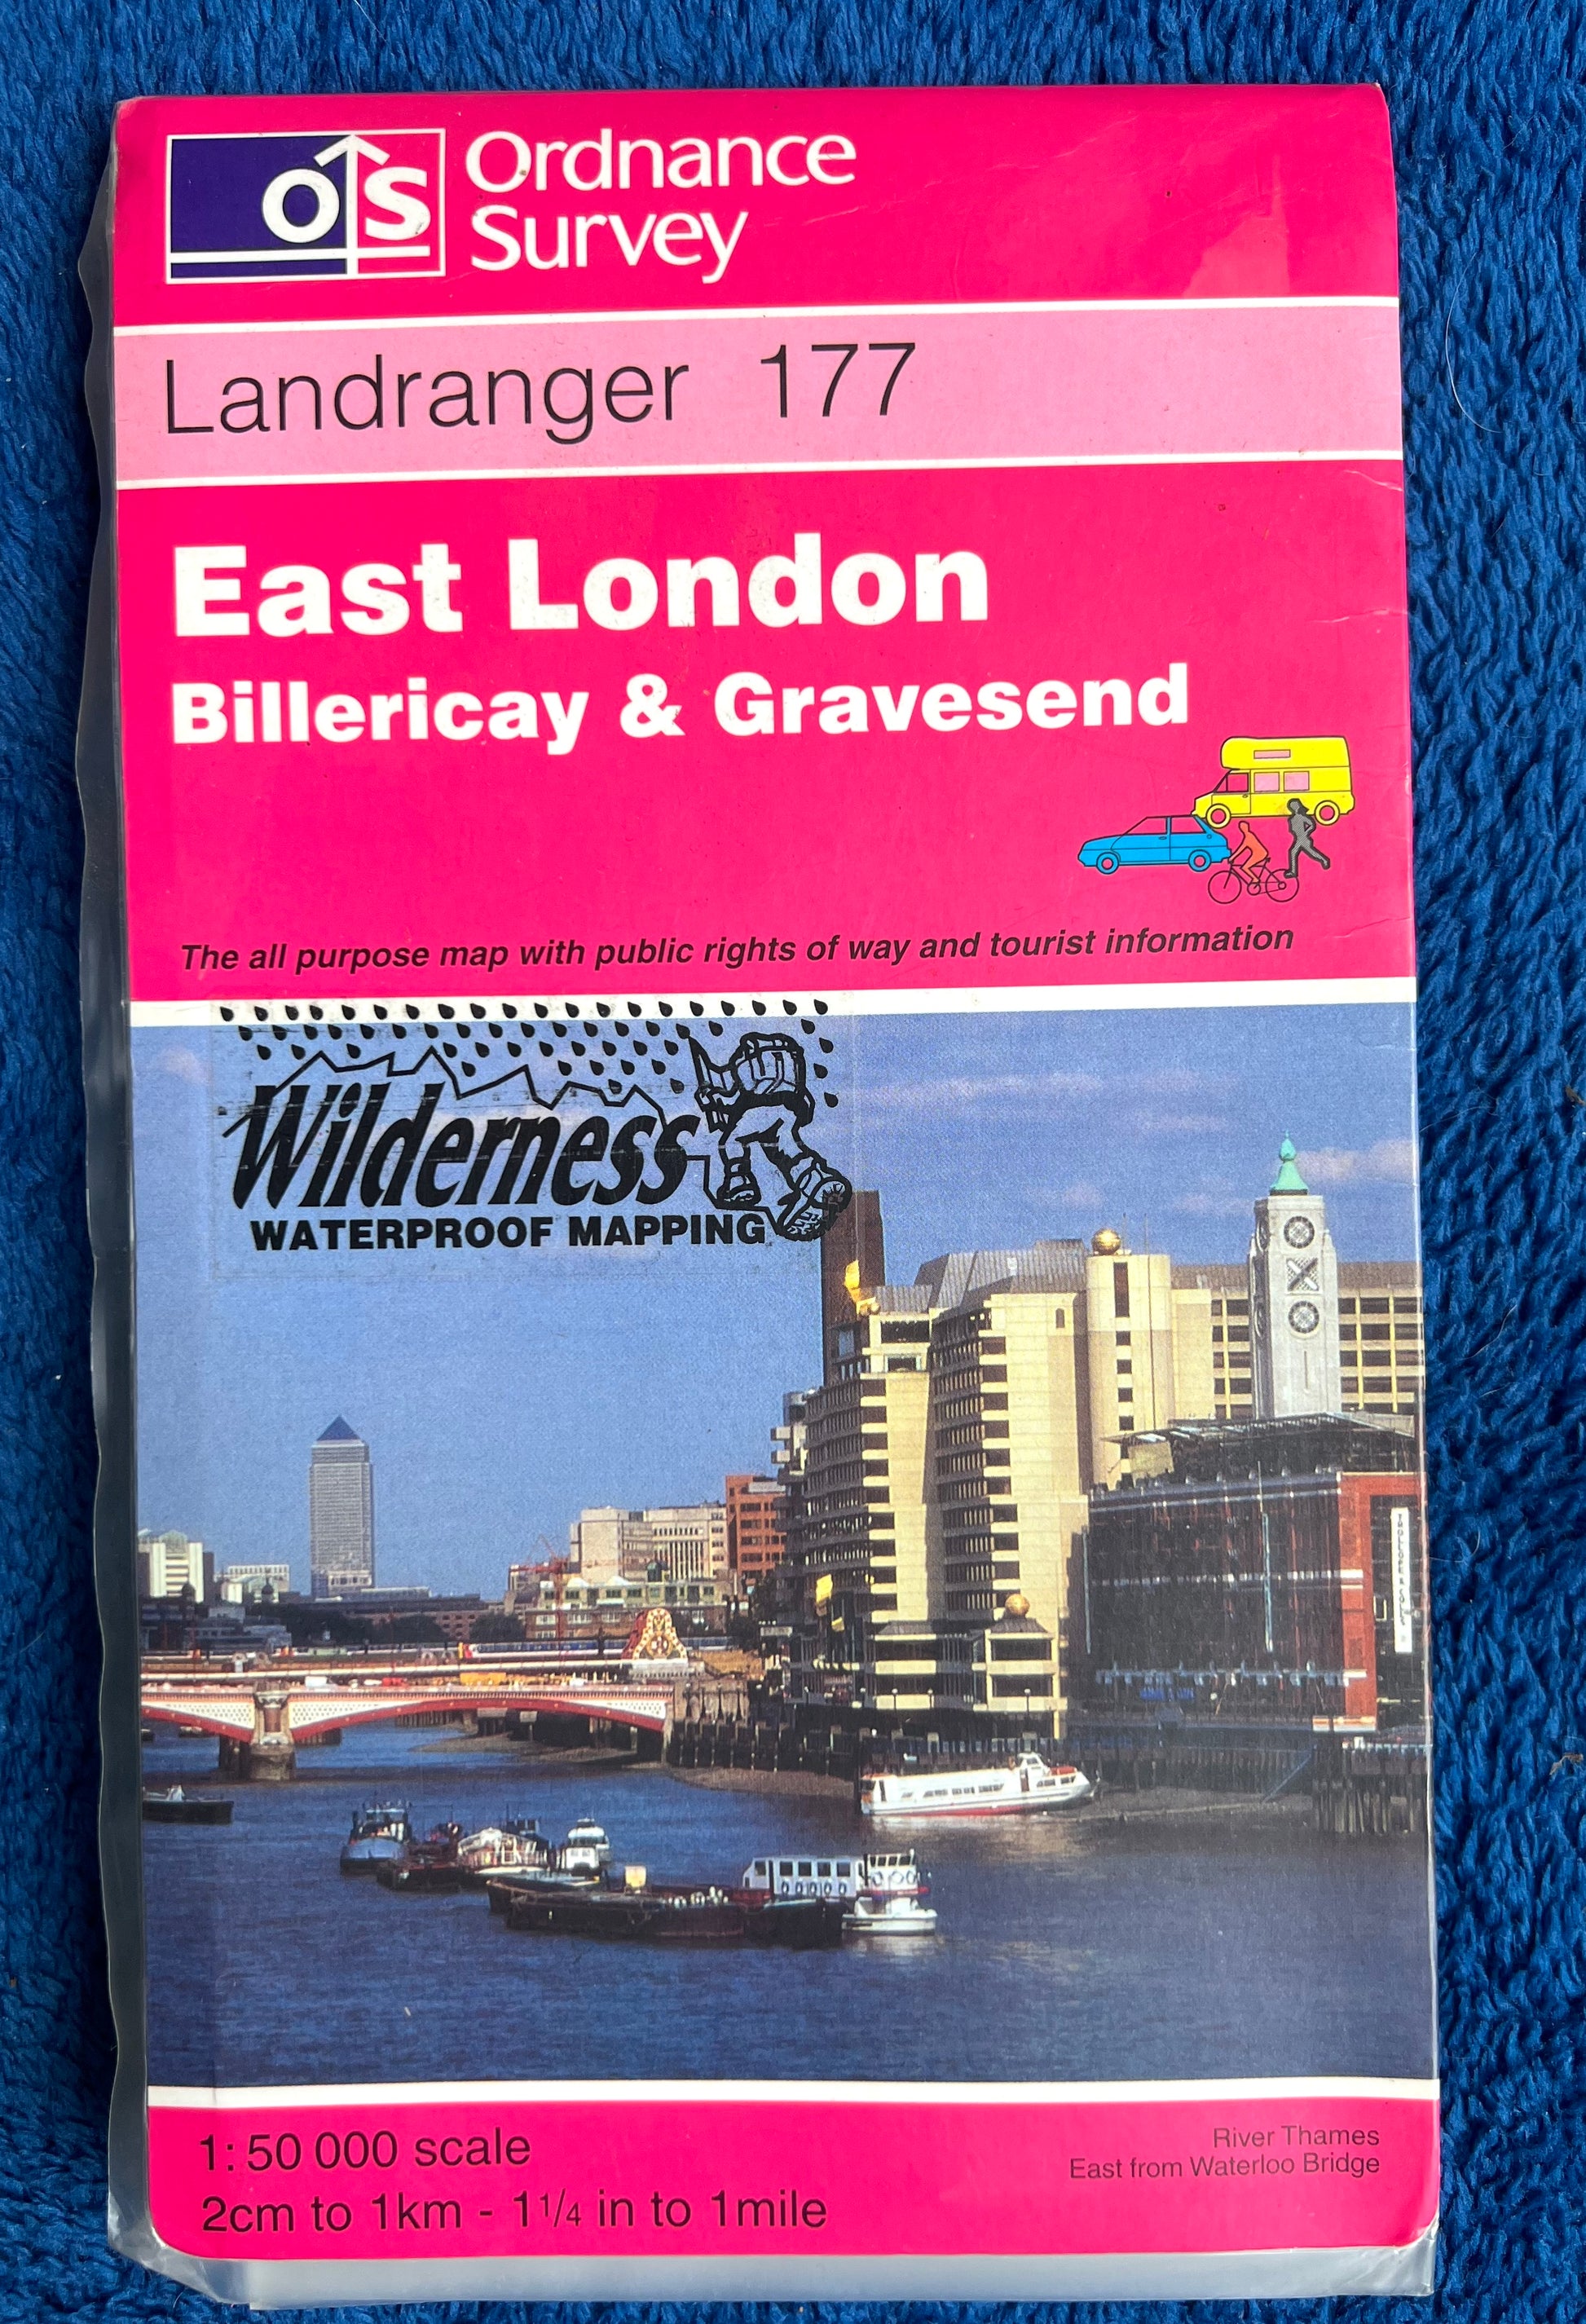 OS
Ordnance
Survey
Landranger 177
East London
Billericay & Gravesend
The all purpose map with public rights of way and tourist information
Wilderness
WATERPROOF MAPPING
OXO
1:50 000 scale
2cm to 1km - 1 1/4 in to 1mile
River Thames
East from Waterloo Bridge